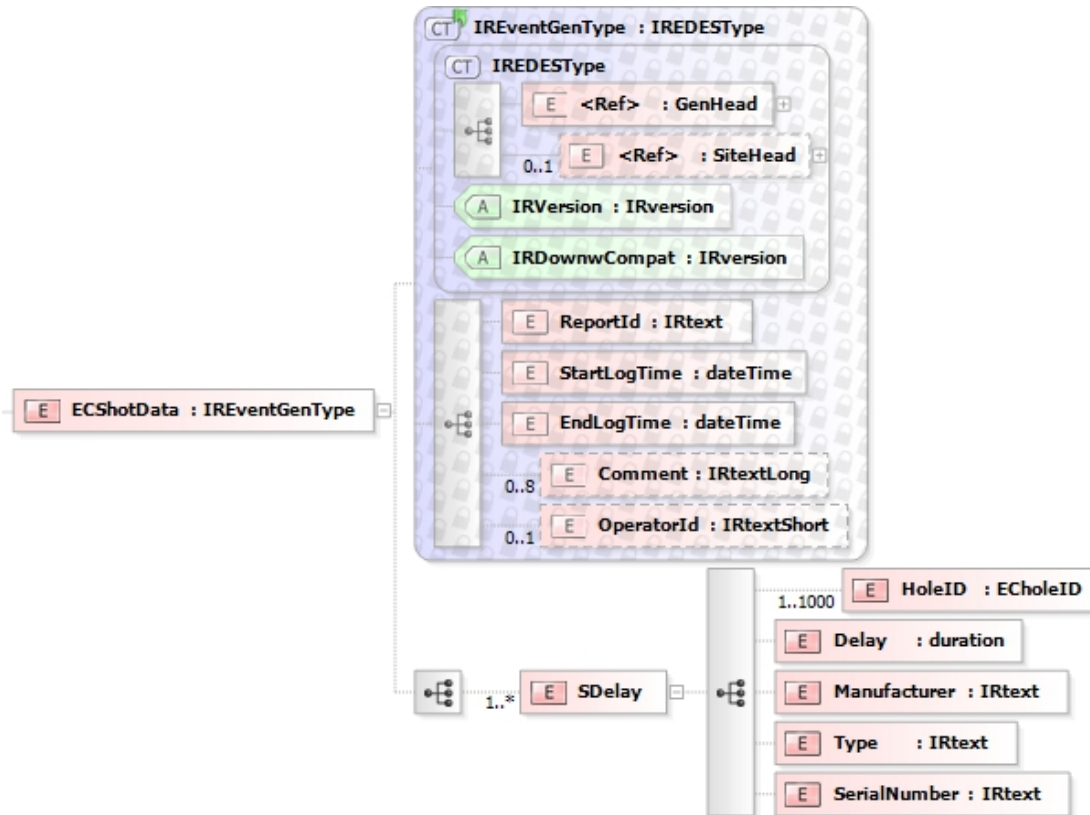 CT IREventGenType : IREDESType
CT IREDESType
E <Ref> : GenHead
E <Ref> : SiteHead
0..1
A IRVersion : IRversion
A IRDownwCompat : IRversion
E ReportId : IRtext
E StartLogTime : dateTime
E ECShotData : IREventGenType
E EndLogTime : dateTime
E Comment : IRtextLong
0..8
E OperatorId : IRtextShort
0..1
E HoleID : ECholeID
1..1000
E Delay : duration
E SDelay
1..*
E Manufacturer : IRtext
E Type : IRtext
E SerialNumber : IRtext